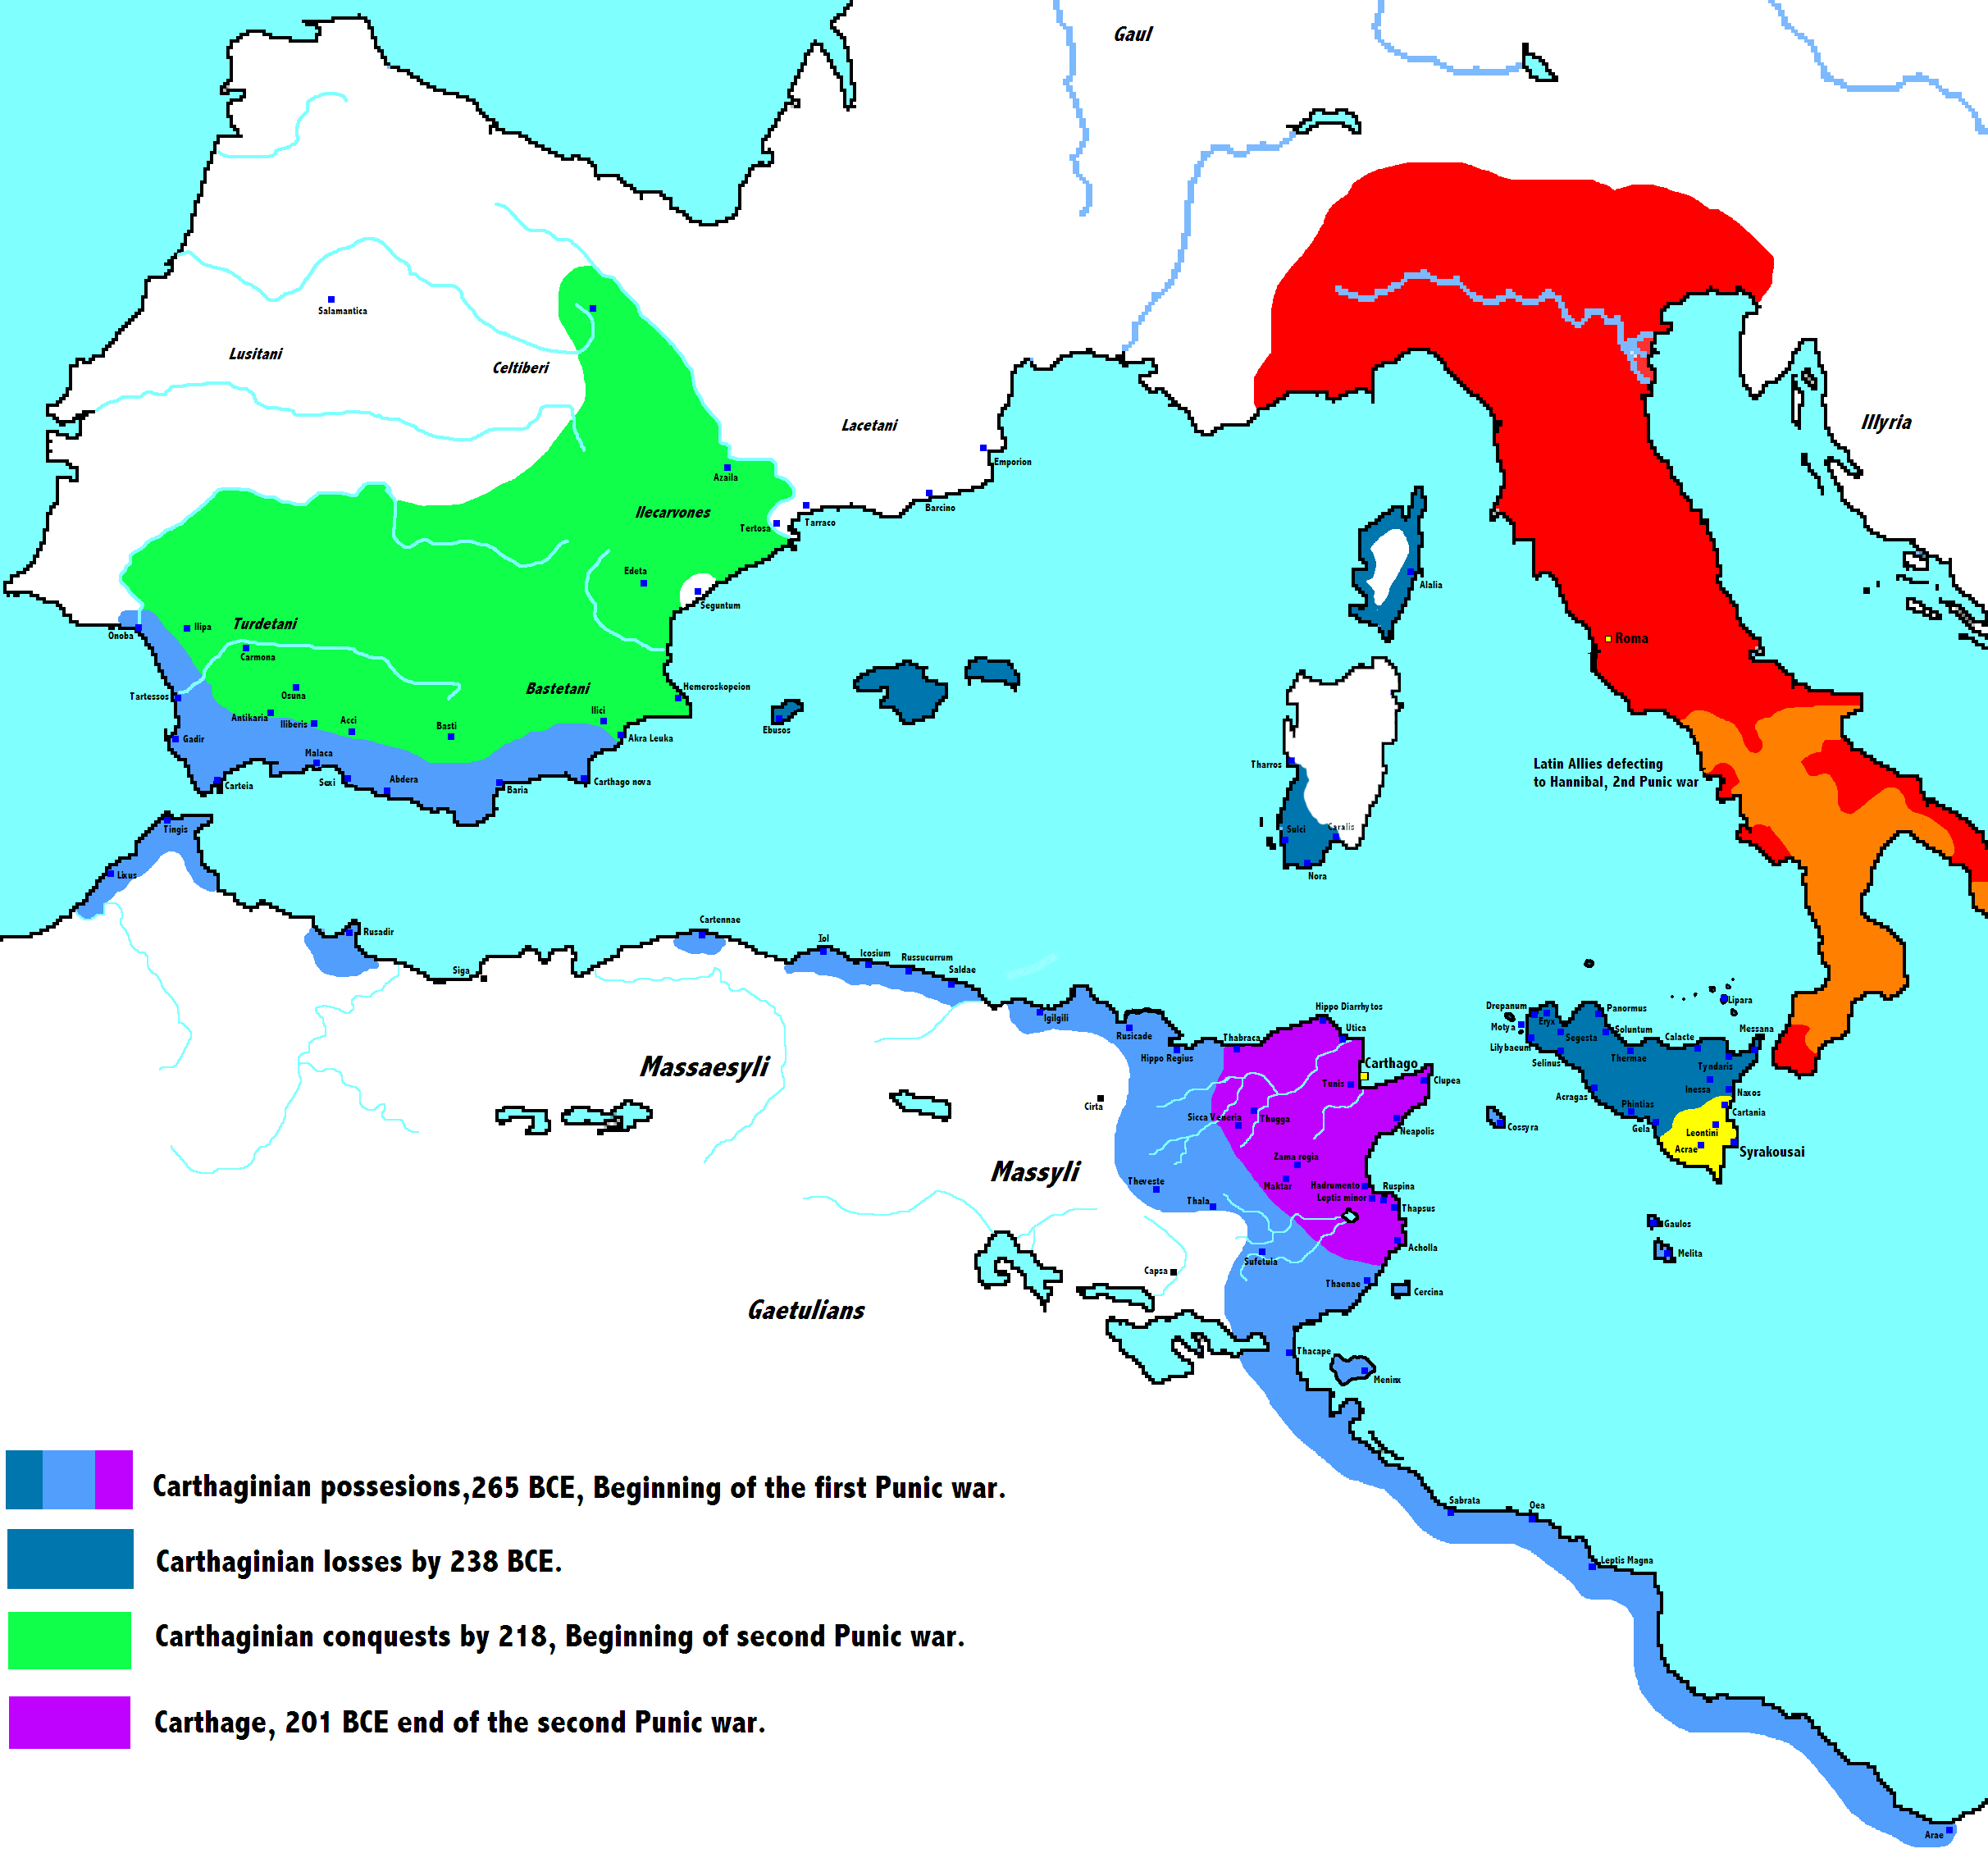 Gaul
Salamantica
Lusitani
Celtiberi
Lacetani
Illyria
Emporion
Azaila
Barcino
Ilecarvones
Tarraco
Tertosa
Edeta
Alalia
Seguntum
Onoba
Ilipa
Turdetani
Roma
Carmona
Tartessos
Osuna
Bastetani
Hemeroskopeion
Antikaria
Iliberis
Acci
Basti
Ilici
Ebusos
Gadir
Akra Leuka
Malaca
Tharros
Latin Allies defecting
to Hannibal, 2nd Punic war
Carteia
Sexi
Abdera
Baria
Carthago nova
Tingis
Sulci
Caralis
Lixus
Nora
Rusadir
Cartennae
Iol
Icosium
Russucurrum
Saldae
Siga
Igilgili
Rusicade
Hippo Regius
Thabraca
Hippo Diarrhytos
Utica
Drepanum
Eryx
Panormus
Lipara
Motya
Segesta
Soluntum
Calacte
Messana
Lilybaeum
Selinus
Thermae
Tyndaris
Massaesyli
Carthago
Tunis
Clupea
Inessa
Naxos
Acragas
Phintias
Cartania
Cirta
Sicca Veneria
Thugga
Neapolis
Cossyra
Gela
Leontini
Acrae
Syrakousai
Massyli
Zama regia
Theveste
Maktar
Hadrumento
Ruspina
Leptis minor
Thala
Thapsus
Gaulos
Acholla
Melita
Sufetula
Capsa
Thaenae
Cercina
Gaetulians
Thacape
Meninx
Carthaginian possesions,265 BCE, Beginning of the first Punic war.
Sabrata
Oea
Carthaginian losses by 238 BCE.
Leptis Magna
Carthaginian conquests by 218, Beginning of second Punic war.
Carthage, 201 BCE end of the second Punic war.
Arae